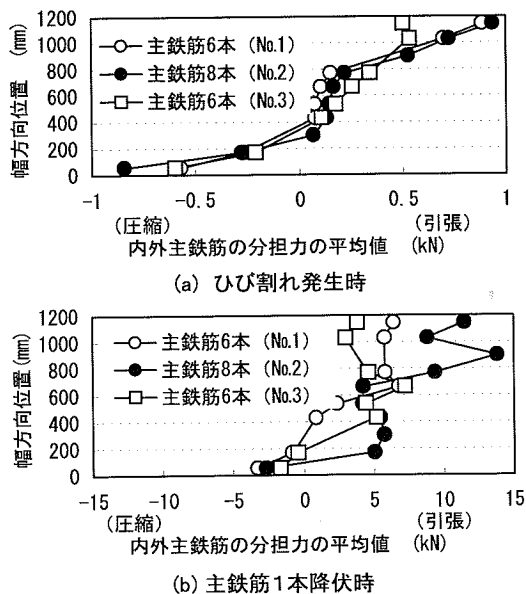 幅方向位置 (mm)
1200
1000
800
600
400
200
0
主鉄筋6本 (No.1)
主鉄筋8本 (No.2)
主鉄筋6本 (No.3)
-1 -0.5 0 0.5 1
(圧縮) (引張)
内外主鉄筋の分担力の平均値 (kN)
(a) ひび割れ発生時
幅方向位置 (mm)
1200
1000
800
600
400
200
0
主鉄筋6本 (No.1)
主鉄筋8本 (No.2)
主鉄筋6本 (No.3)
-15 -10 -5 0 5 10 15
(圧縮) (引張)
内外主鉄筋の分担力の平均値 (kN)
(b) 主鉄筋1本降伏時